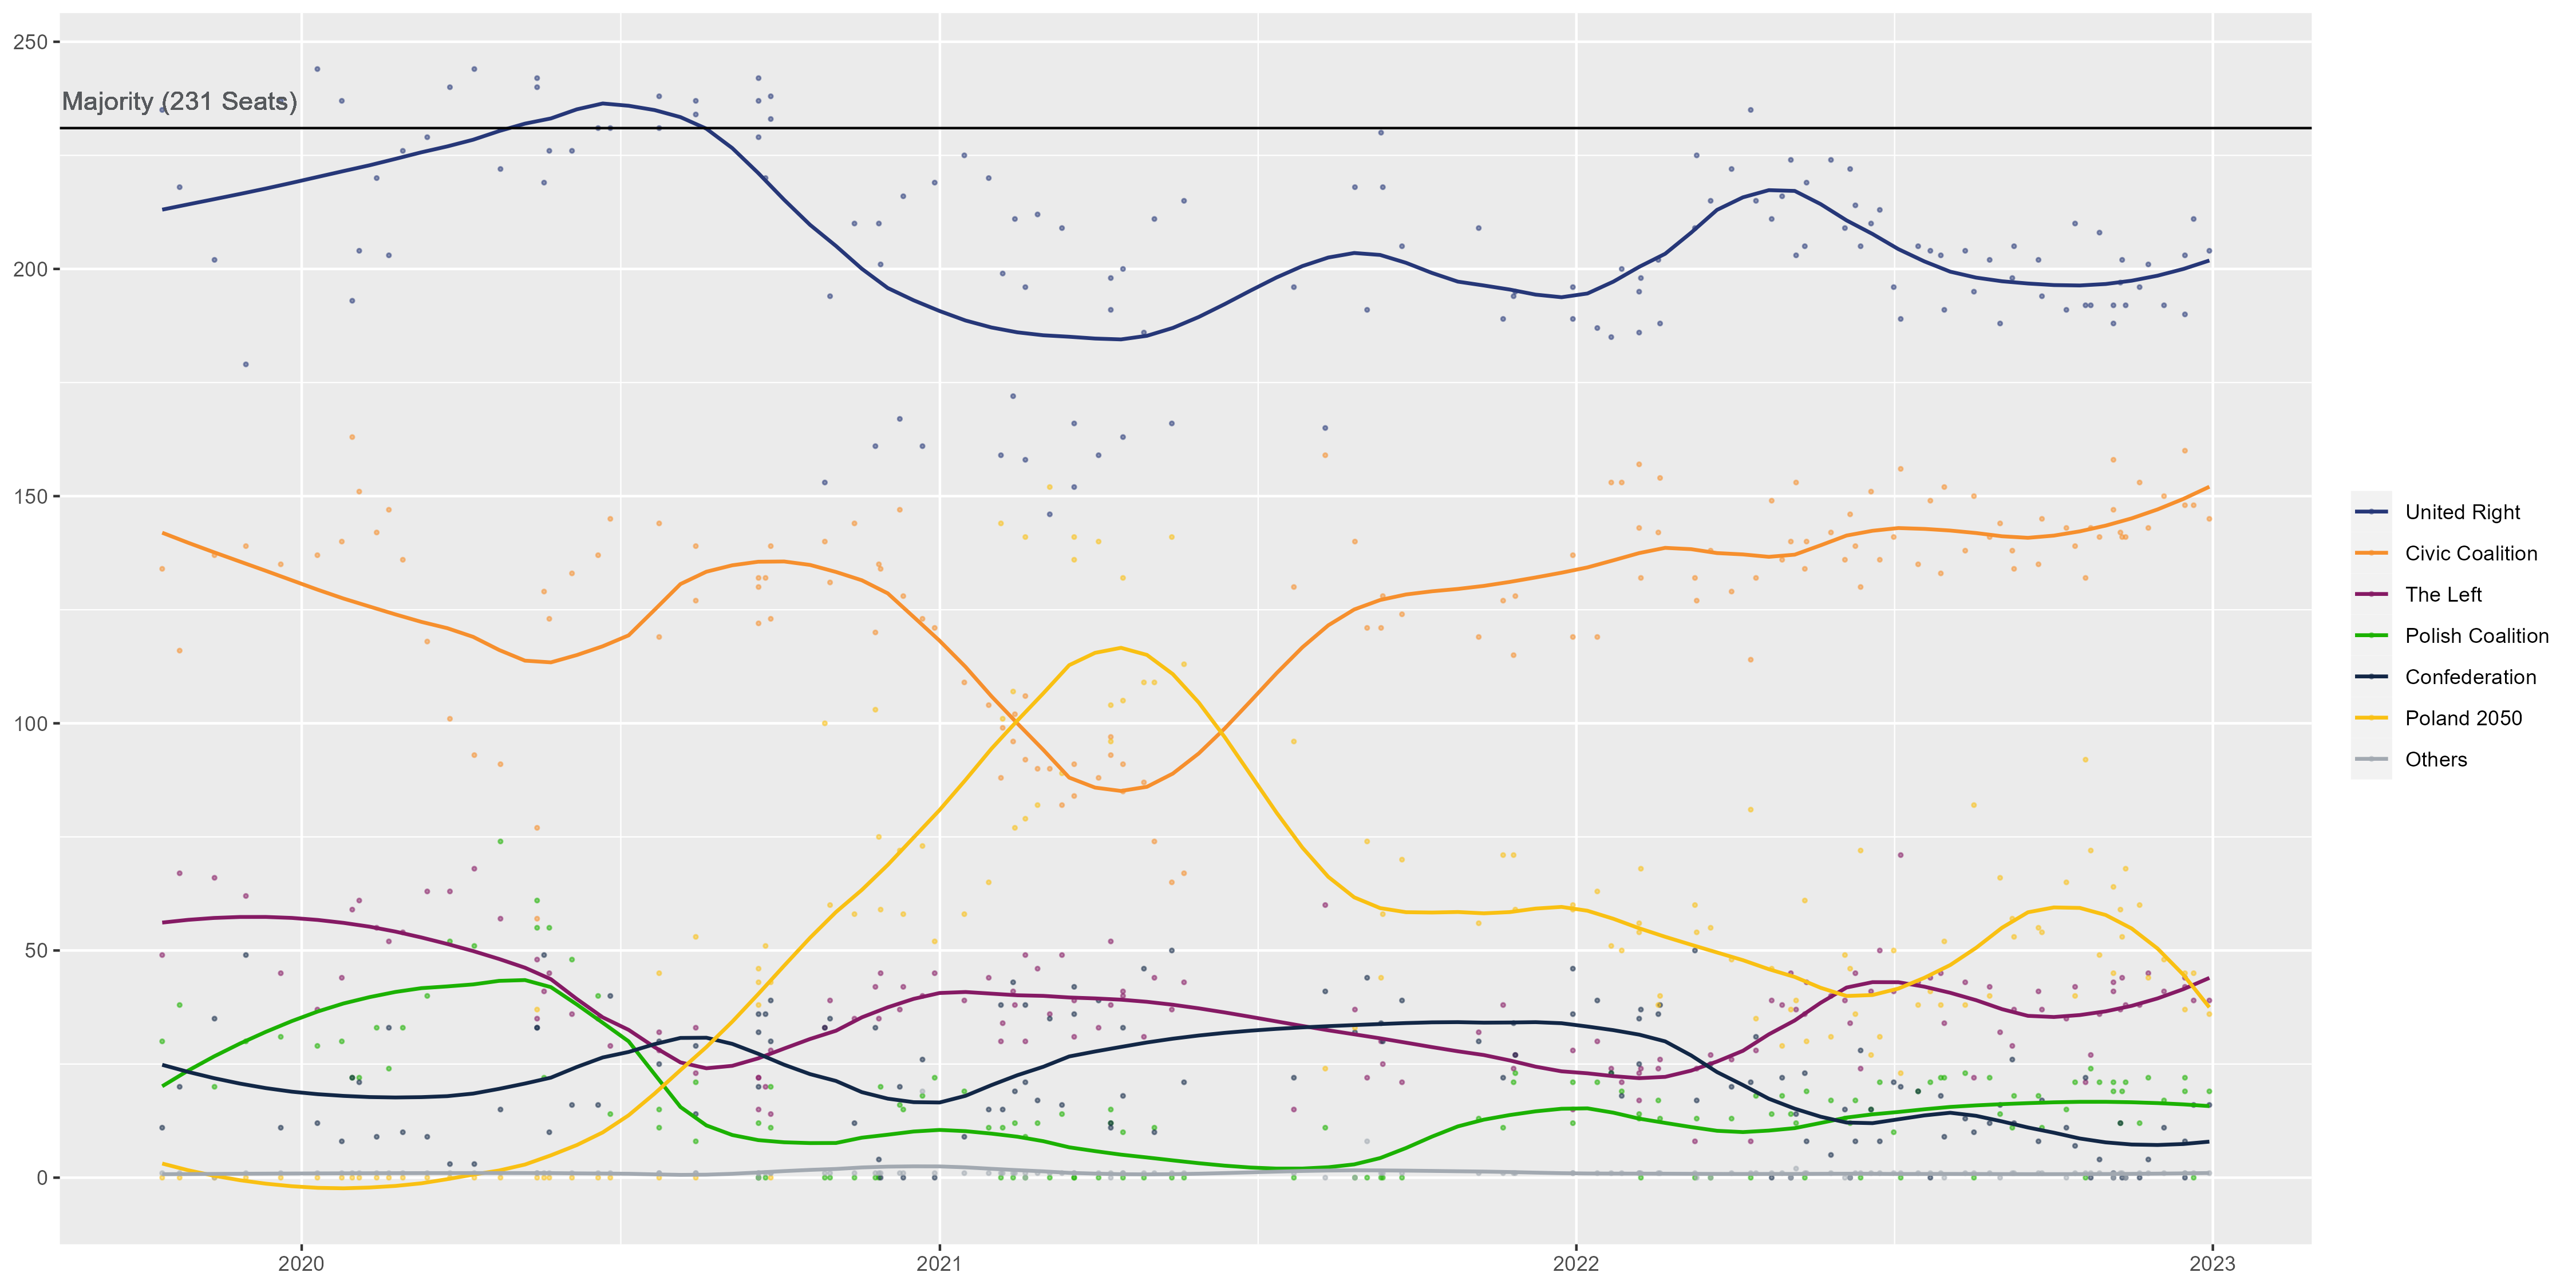 250
Majority (231 Seats)
200
150
100
50
0
2020
2021
2022
2023
United Right
Civic Coalition
The Left
Polish Coalition
Confederation
Poland 2050
Others